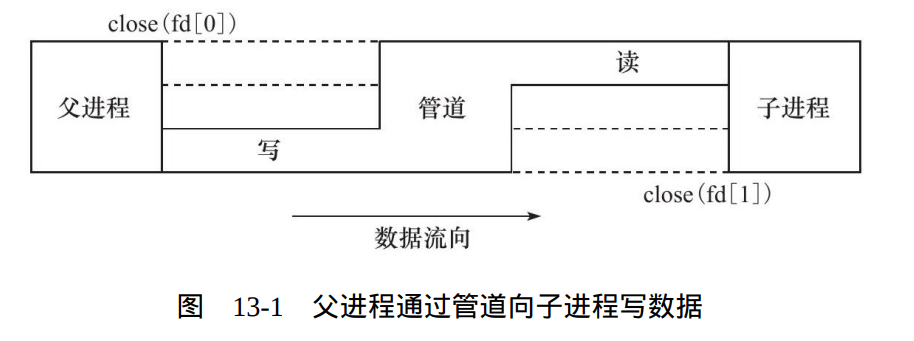 close(fd[0])
读
父进程
管道
子进程
写
close(fd[1])
数据流向
图 13-1 父进程通过管道向子进程写数据